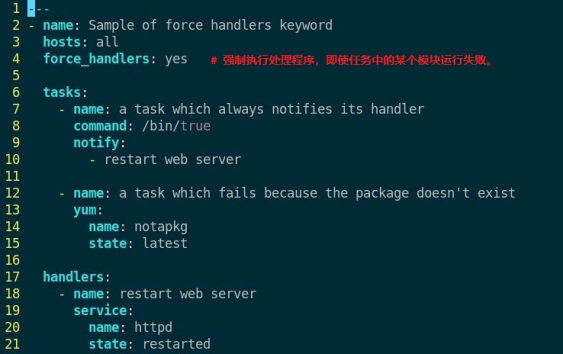 1 ---
2 - name: Sample of force handlers keyword
3   hosts: all
4   force_handlers: yes   # 强制执行处理程序，即使任务中的某个模块运行失败。
5
6   tasks:
7     - name: a task which always notifies its handler
8       command: /bin/true
9       notify:
10         - restart web server
11
12     - name: a task which fails because the package doesn't exist
13       yum:
14         name: notapkg
15         state: latest
16
17   handlers:
18     - name: restart web server
19       service:
20         name: httpd
21         state: restarted